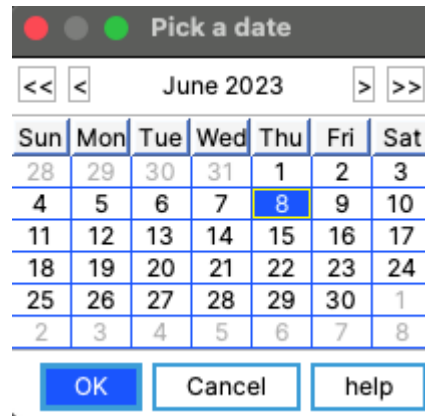 Pick a date
<< < June 2023 > >>
Sun Mon Tue Wed Thu Fri Sat
28 29 30 31 1 2 3
4 5 6 7 8 9 10
11 12 13 14 15 16 17
18 19 20 21 22 23 24
25 26 27 28 29 30 1
2 3 4 5 6 7 8
OK Cancel help